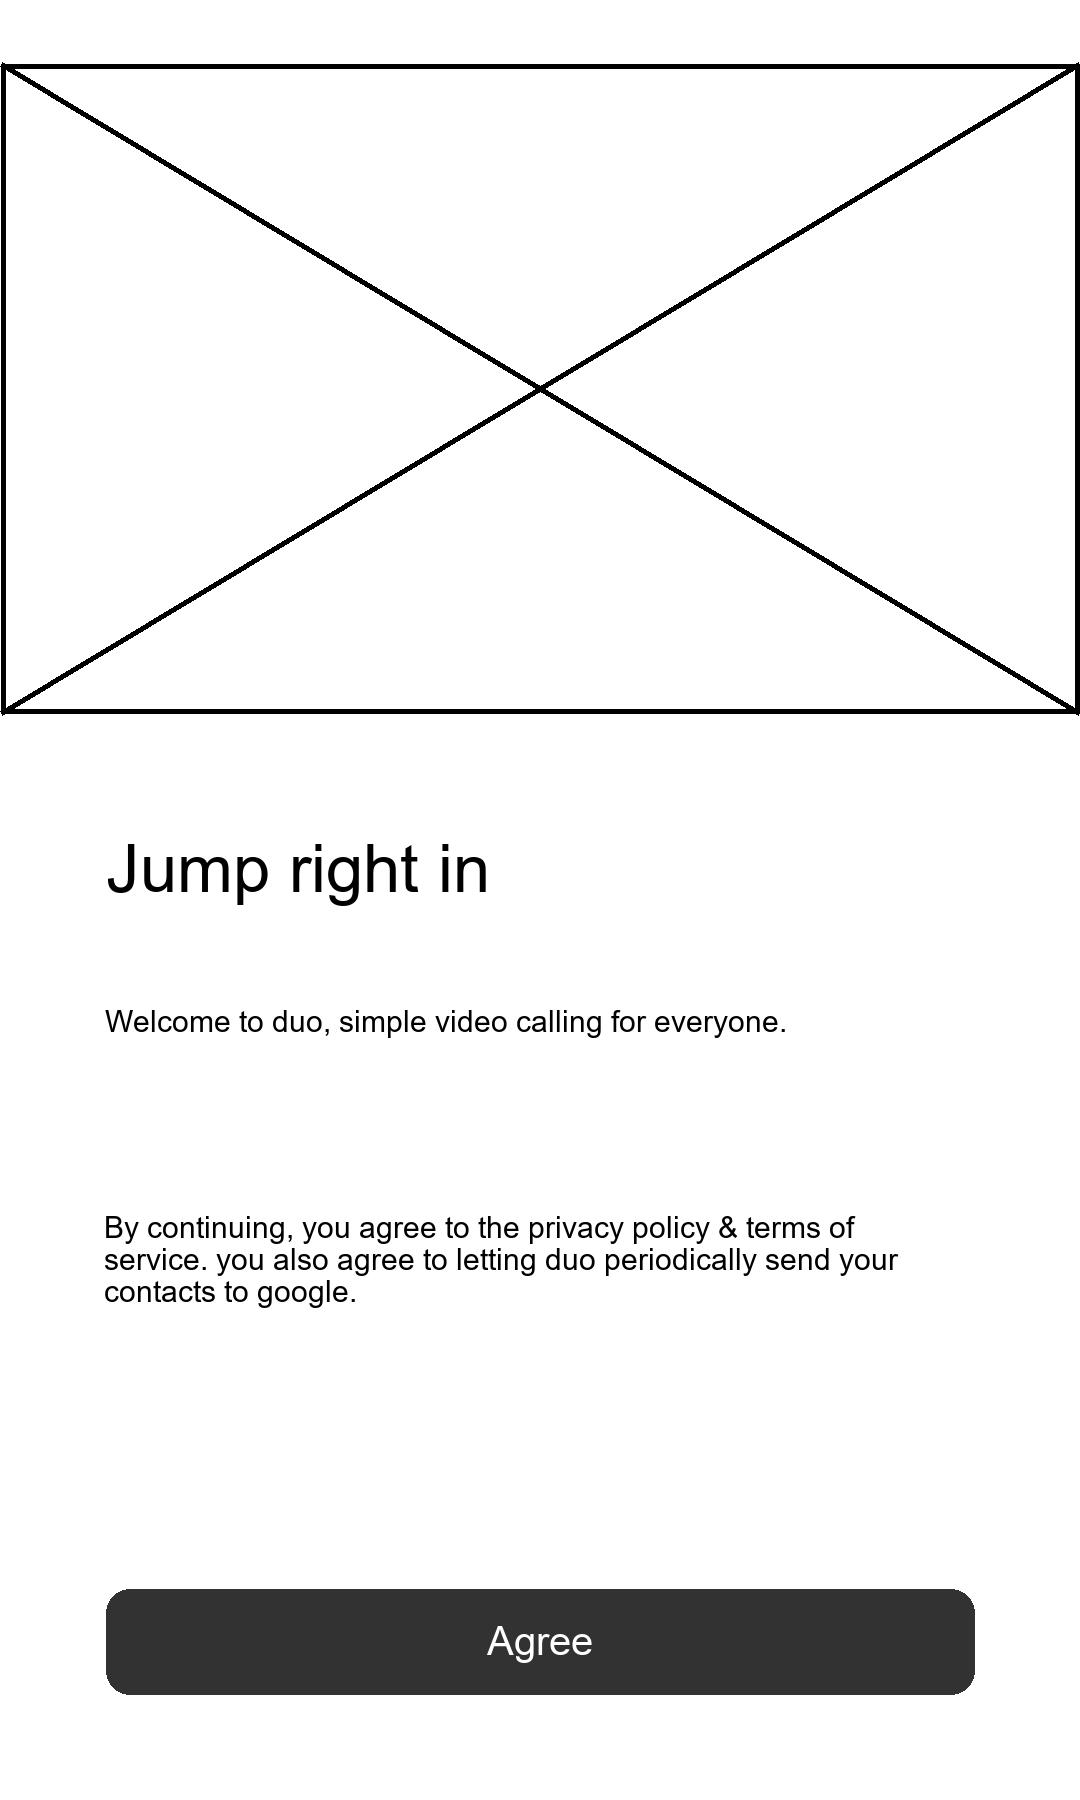 Jump right in
Welcome to duo, simple video calling for everyone.
By continuing, you agree to the privacy policy & terms of
service. you also agree to letting duo periodically send your
contacts to google.
Agree